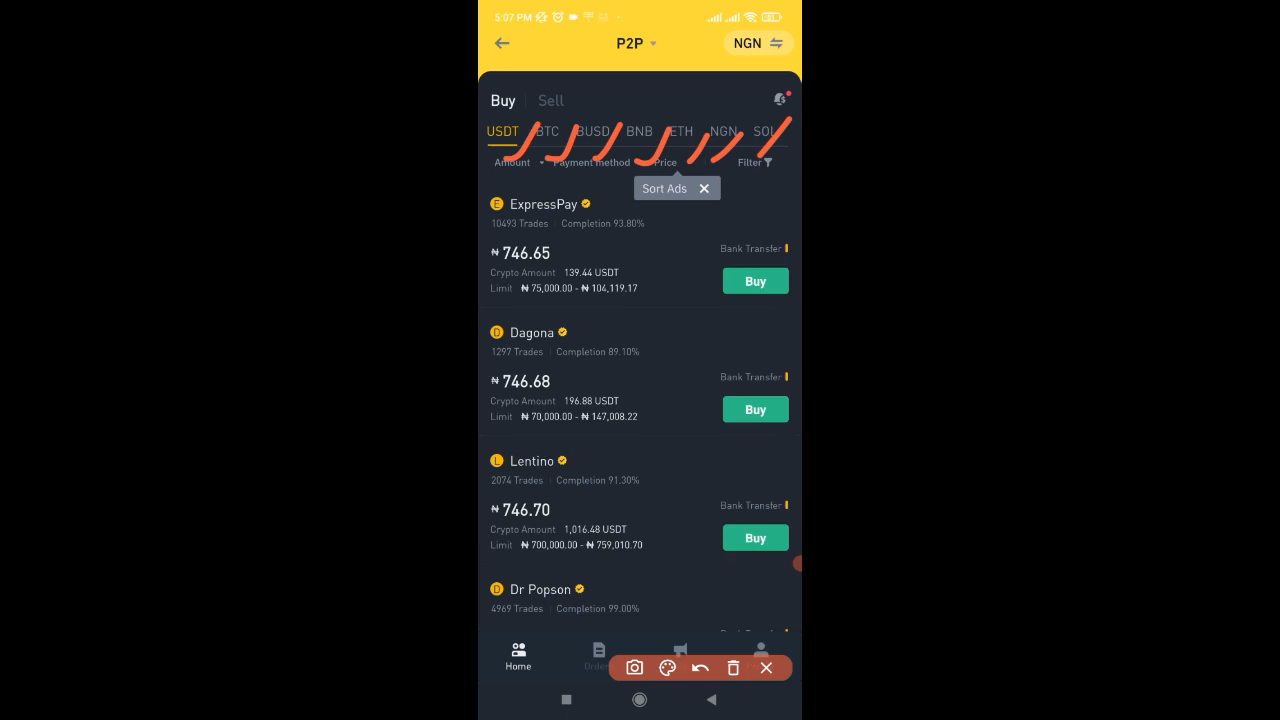 5:07 PM
P2P NGN
Buy Sell
USDT BTC BUSD BNB ETH NGN SOL
Amount Payment method Price Filter
Sort Ads
E ExpressPay
10493 Trades Completion 93.80%
₦ 746.65 Bank Transfer
Crypto Amount 139.44 USDT
Limit ₦ 75,000.00 - ₦ 104,119.17
Buy
D Dagona
1297 Trades Completion 89.10%
₦ 746.68 Bank Transfer
Crypto Amount 196.88 USDT
Limit ₦ 70,000.00 - ₦ 147,008.22
Buy
L Lentino
2074 Trades Completion 91.30%
₦ 746.70 Bank Transfer
Crypto Amount 1,016.48 USDT
Limit ₦ 700,000.00 - ₦ 759,010.70
Buy
D Dr Popson
4969 Trades Completion 99.00%
Home